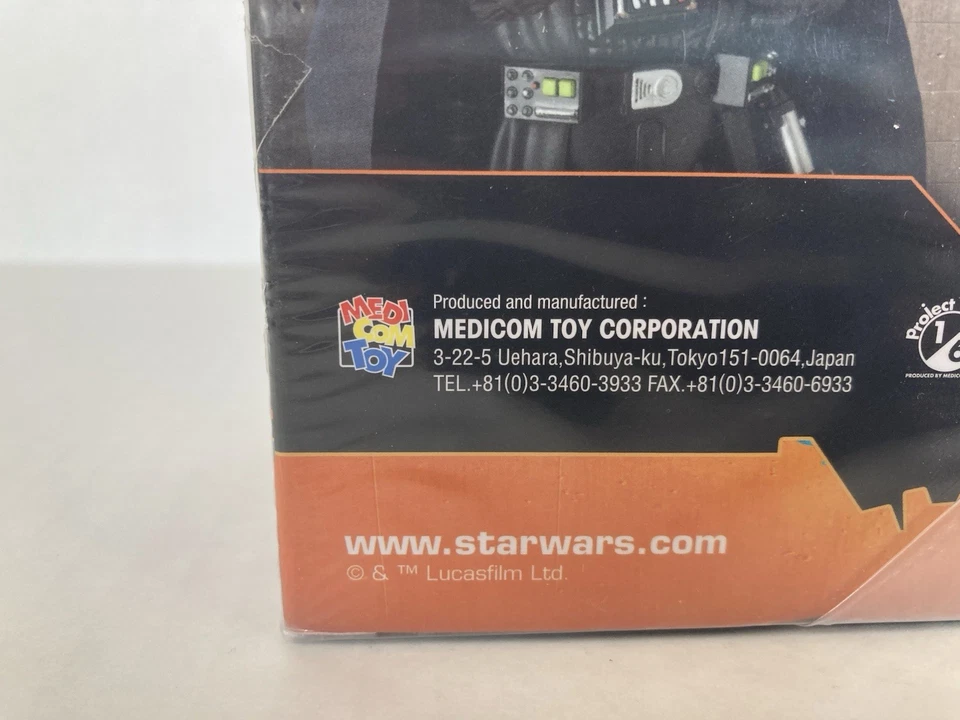 MEDI
COM
TOY
Produced and manufactured :
MEDICOM TOY CORPORATION
3-22-5 Uehara,Shibuya-ku,Tokyo151-0064,Japan
TEL.+81(0)3-3460-3933 FAX.+81(0)3-3460-6933
Project
1/6
PRODUCED BY
www.starwars.com
© & ™ Lucasfilm Ltd.